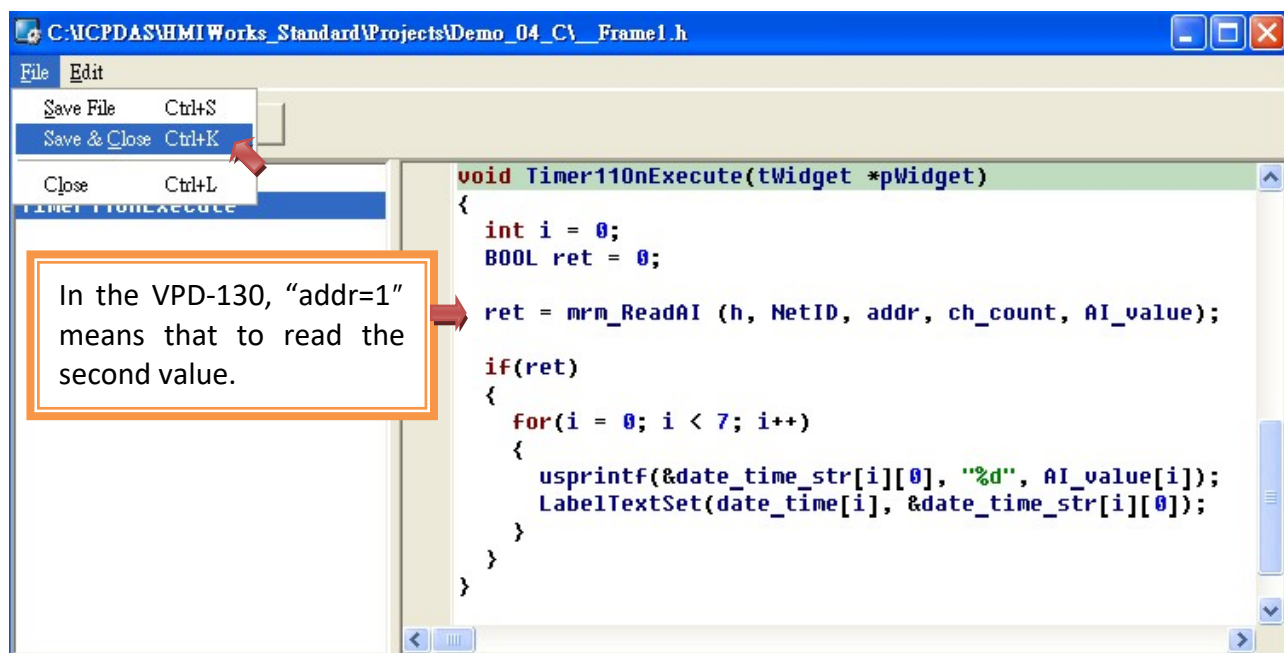 C:\ICPDAS\HMIWorks_Standard\Projects\Demo_04_C\__Frame1.h
File Edit
Save File Ctrl+S
Save & Close Ctrl+K
Close Ctrl+L
Timer11OnExecute
In the VPD-130, “addr=1”
means that to read the
second value.
void Timer11OnExecute(tWidget *pWidget)
{
int i = 0;
BOOL ret = 0;
ret = mrm_ReadAI (h, NetID, addr, ch_count, AI_value);
if(ret)
{
for(i = 0; i < 7; i++)
{
usprintf(&date_time_str[i][0], "%d", AI_value[i]);
LabelTextSet(date_time[i], &date_time_str[i][0]);
}
}
}